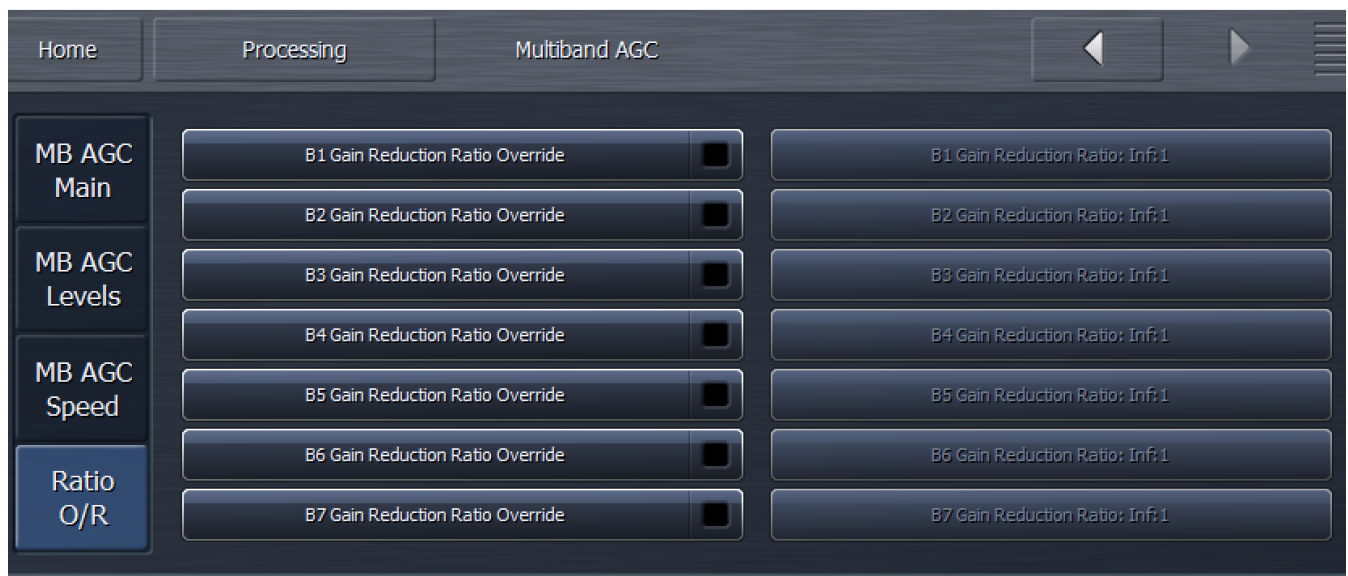 Home
Processing
Multiband AGC
MB AGC
Main
MB AGC
Levels
MB AGC
Speed
Ratio
O/R
B1 Gain Reduction Ratio Override
B1 Gain Reduction Ratio: Inf:1
B2 Gain Reduction Ratio Override
B2 Gain Reduction Ratio: Inf:1
B3 Gain Reduction Ratio Override
B3 Gain Reduction Ratio: Inf:1
B4 Gain Reduction Ratio Override
B4 Gain Reduction Ratio: Inf:1
B5 Gain Reduction Ratio Override
B5 Gain Reduction Ratio: Inf:1
B6 Gain Reduction Ratio Override
B6 Gain Reduction Ratio: Inf:1
B7 Gain Reduction Ratio Override
B7 Gain Reduction Ratio: Inf:1